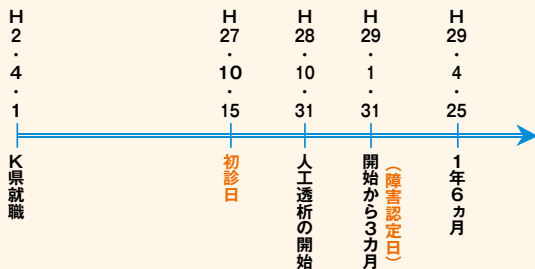 H2・4・1
K県就職
H27・10・15
初診日
H28・10・31
人工透析の開始
H29・1・31
開始から3カ月
（障害認定日）
H29・4・25
1年6ヵ月